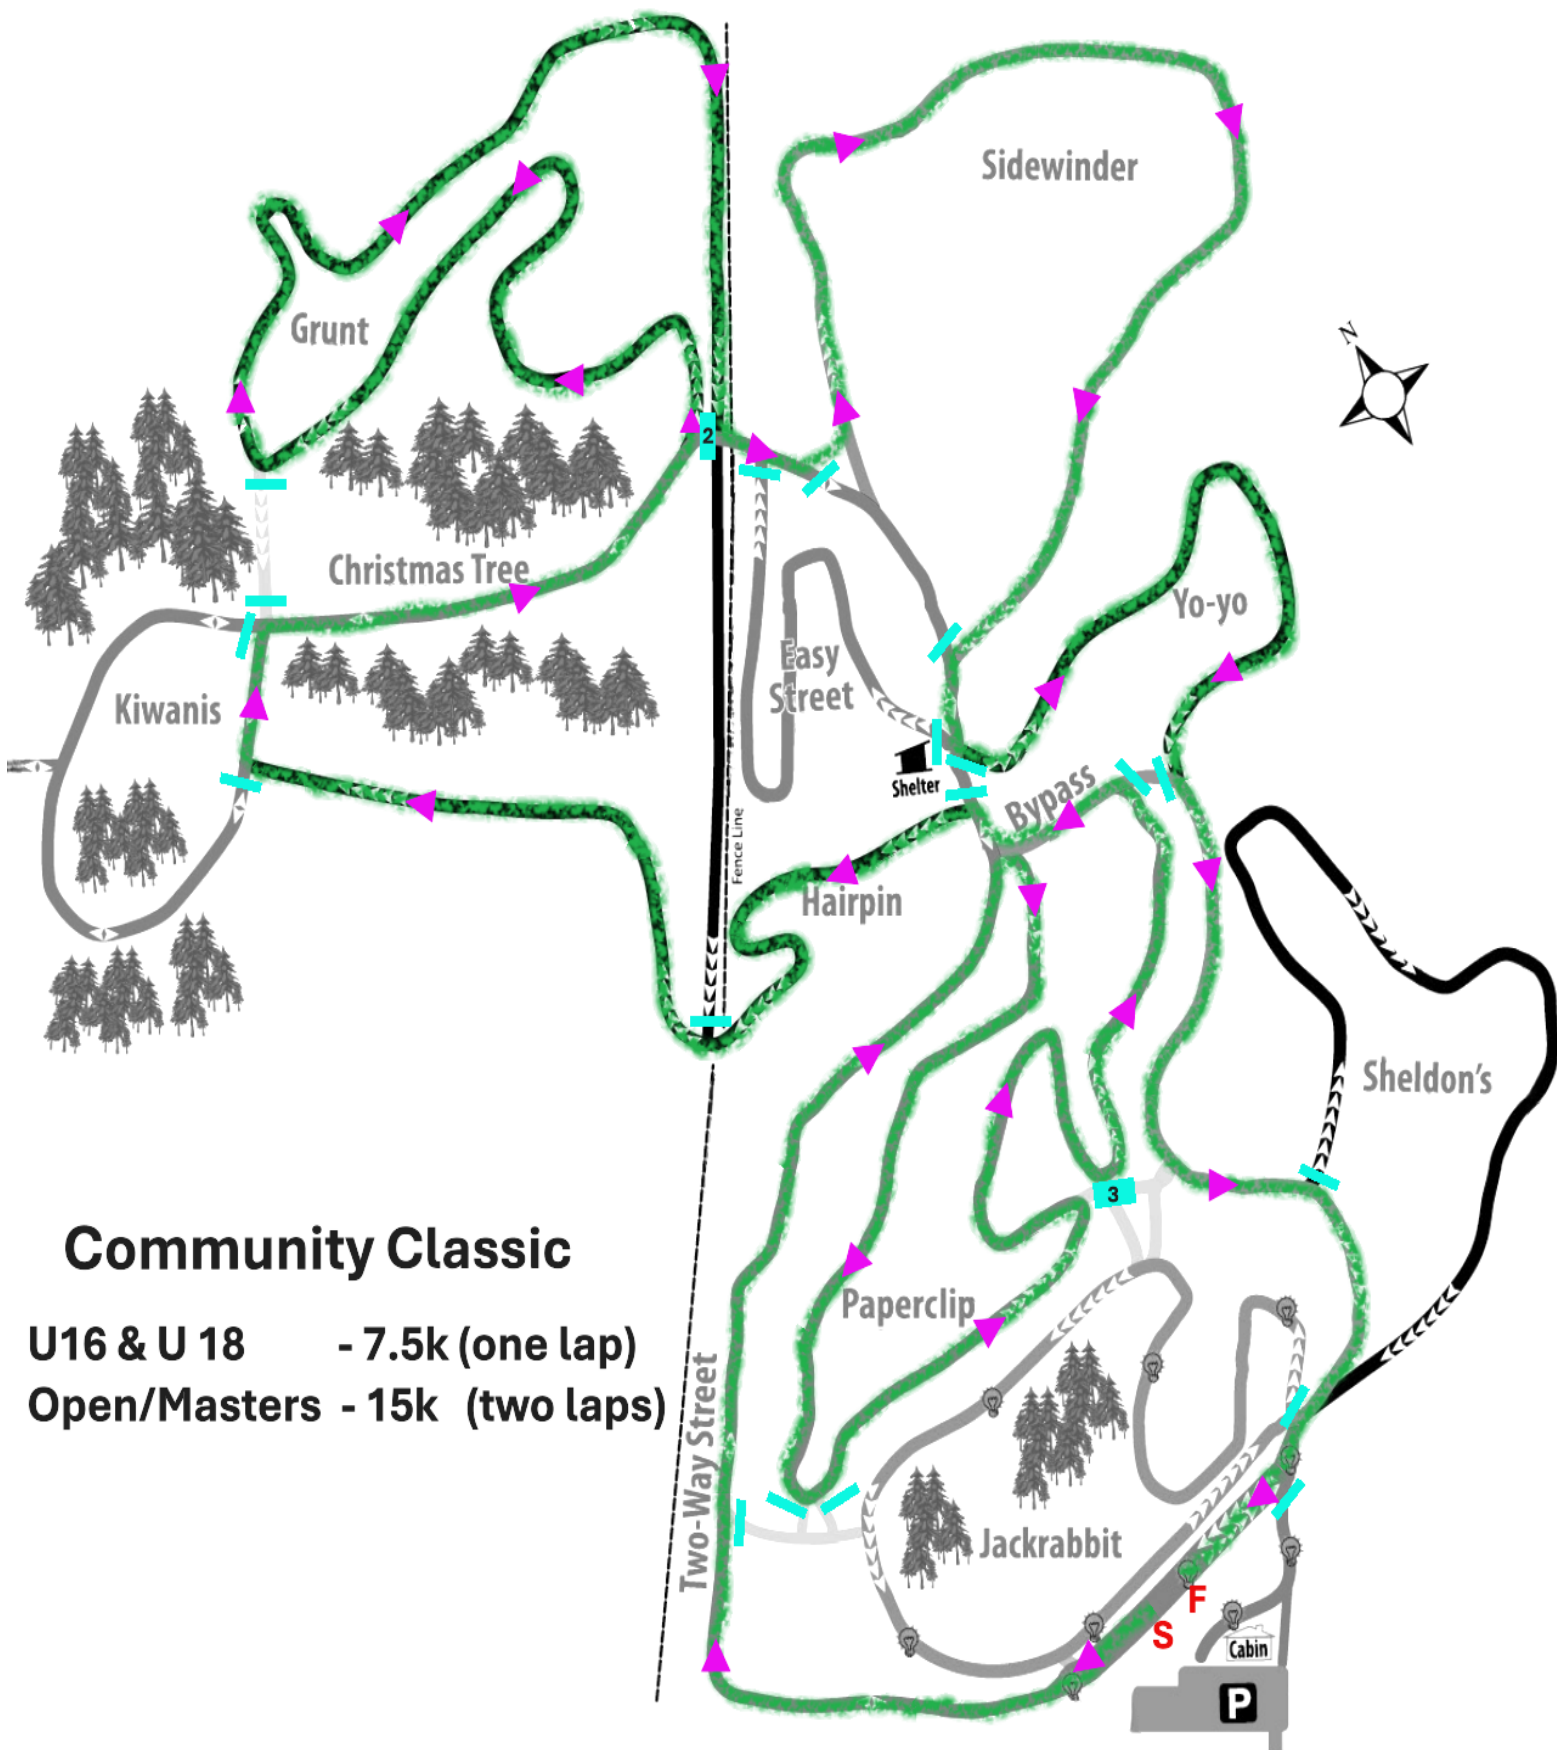 Sidewinder
N
Grunt
2
Christmas Tree
Yo-yo
Easy
Street
Kiwanis
Shelter
Bypass
Fence Line
Hairpin
Sheldon's
3
Community Classic
Paperclip
U16 & U 18 - 7.5k (one lap)
Open/Masters - 15k (two laps)
Two-Way Street
Jackrabbit
F
S
Cabin
P